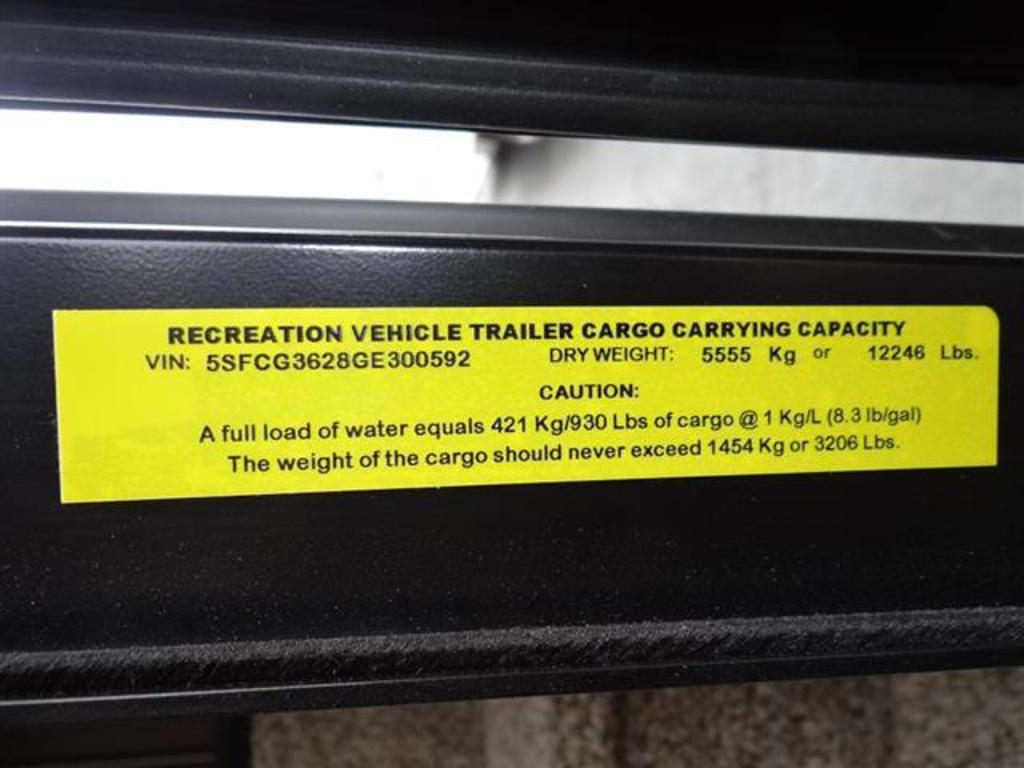 RECREATION VEHICLE TRAILER CARGO CARRYING CAPACITY
VIN: 5SFCG3628GE300592 DRY WEIGHT: 5555 Kg or 12246 Lbs.
CAUTION:
A full load of water equals 421 Kg/930 Lbs of cargo @ 1 Kg/L (8.3 lb/gal)
The weight of the cargo should never exceed 1454 Kg or 3206 Lbs.